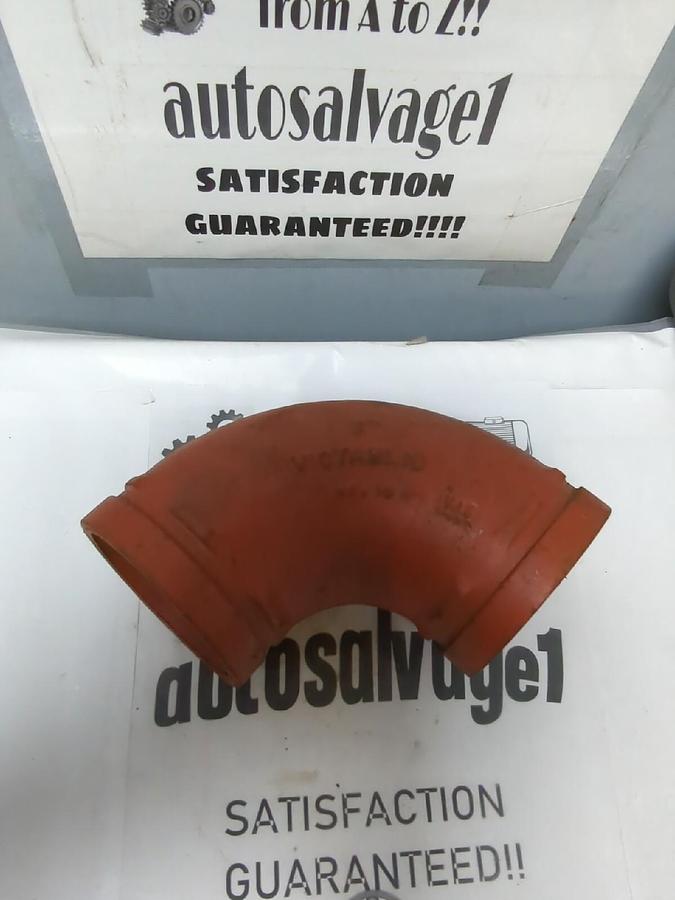 from A to Z!!
autosalvage1
SATISFACTION
GUARANTEED!!!!
autosalvage1
SATISFACTION
GUARANTEED!!